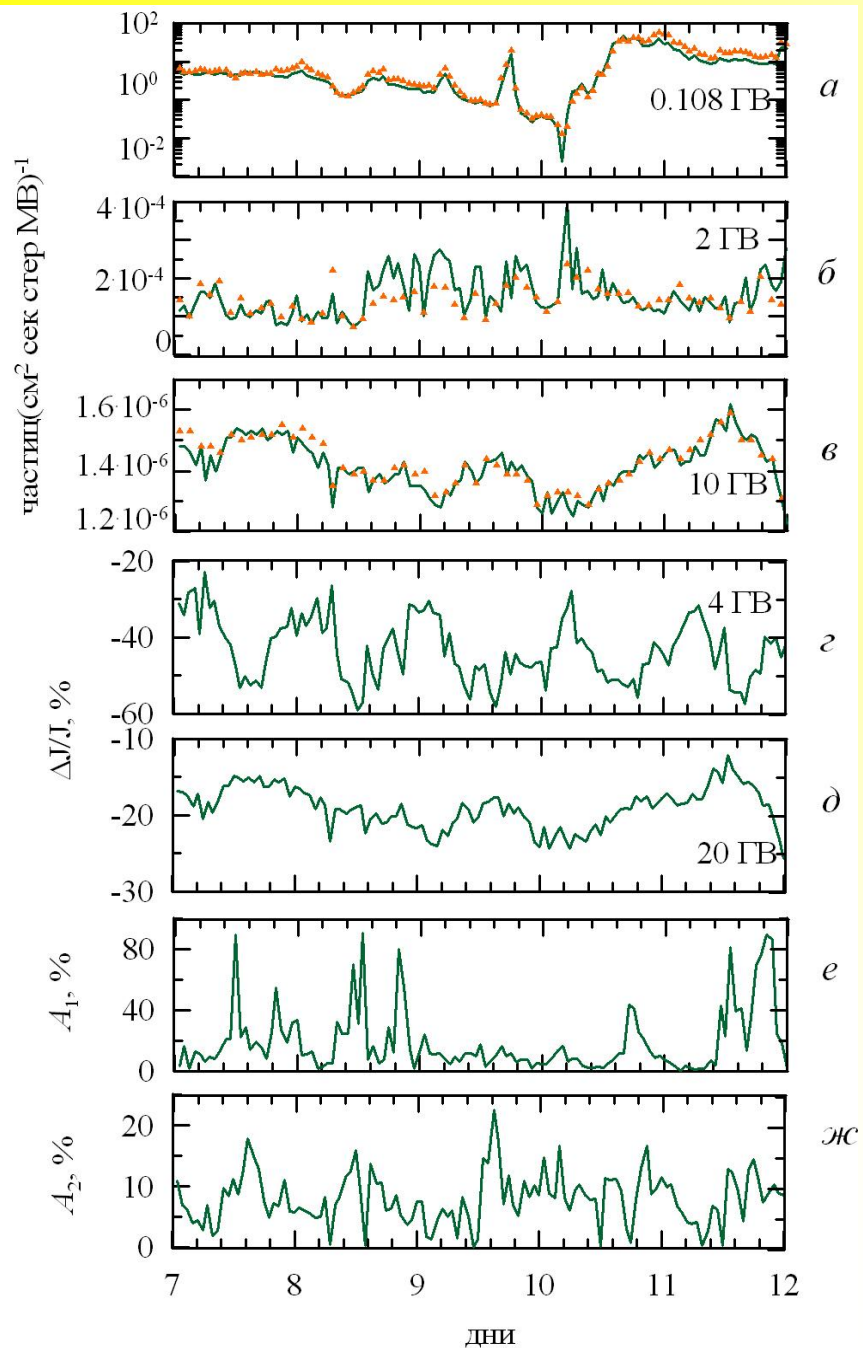 10²
10⁰
10⁻²
0.108 ГВ
а
4·10⁻⁴
2·10⁻⁴
0
2 ГВ
б
1.6·10⁻⁶
1.4·10⁻⁶
1.2·10⁻⁶
10 ГВ
в
частиц(см² сек стер МВ)⁻¹
-20
-40
-60
4 ГВ
г
-10
-20
-30
20 ГВ
д
ΔJ/J, %
80
40
0
A₁, %
е
20
10
0
A₂, %
ж
7 8 9 10 11 12
дни